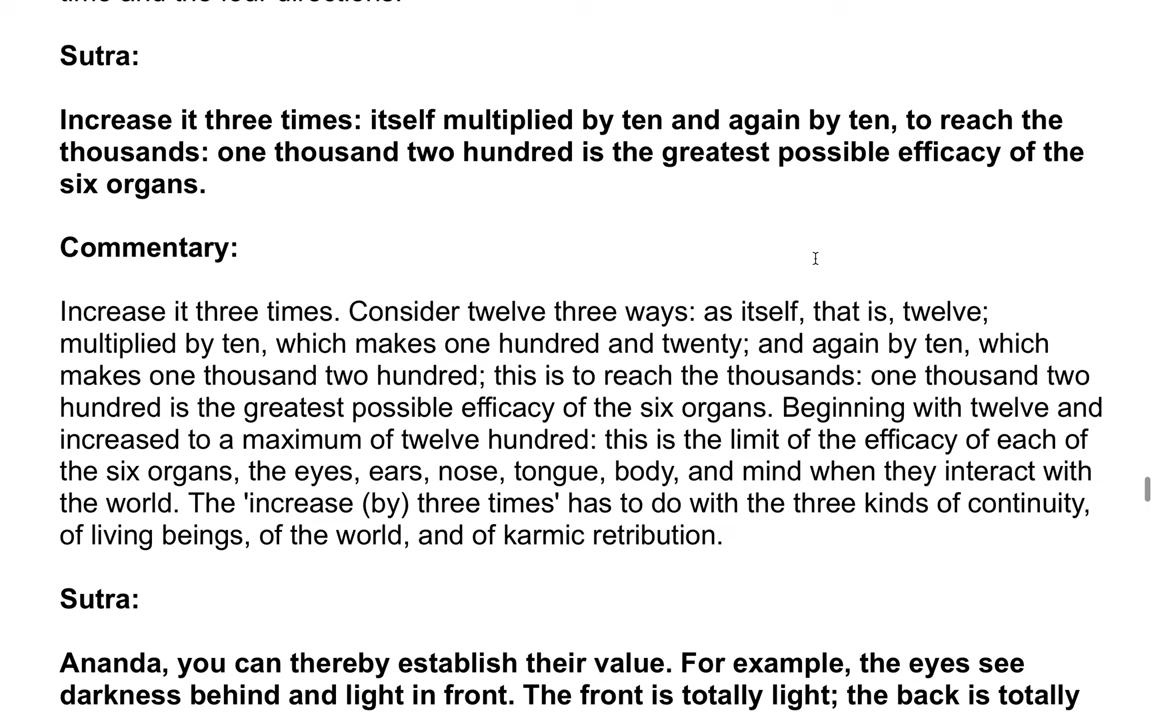 time and the four directions.
Sutra:
Increase it three times: itself multiplied by ten and again by ten, to reach the
thousands: one thousand two hundred is the greatest possible efficacy of the
six organs.
Commentary:
Increase it three times. Consider twelve three ways: as itself, that is, twelve;
multiplied by ten, which makes one hundred and twenty; and again by ten, which
makes one thousand two hundred; this is to reach the thousands: one thousand two
hundred is the greatest possible efficacy of the six organs. Beginning with twelve and
increased to a maximum of twelve hundred: this is the limit of the efficacy of each of
the six organs, the eyes, ears, nose, tongue, body, and mind when they interact with
the world. The 'increase (by) three times' has to do with the three kinds of continuity,
of living beings, of the world, and of karmic retribution.
Sutra:
Ananda, you can thereby establish their value. For example, the eyes see
darkness behind and light in front. The front is totally light; the back is totally